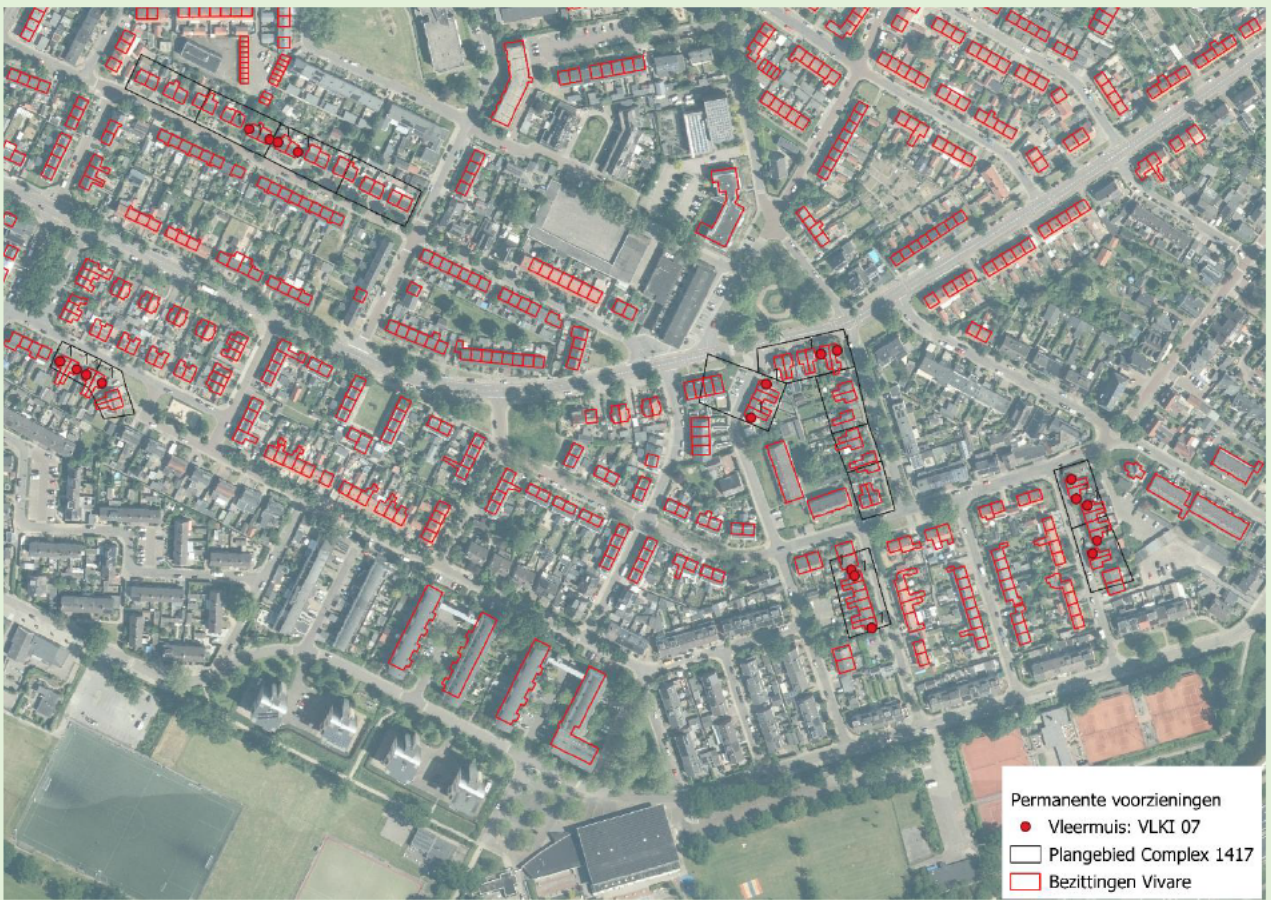 Permanente voorzieningen
Vleermuis: VLKI 07
Plangebied Complex 1417
Bezittingen Vivare